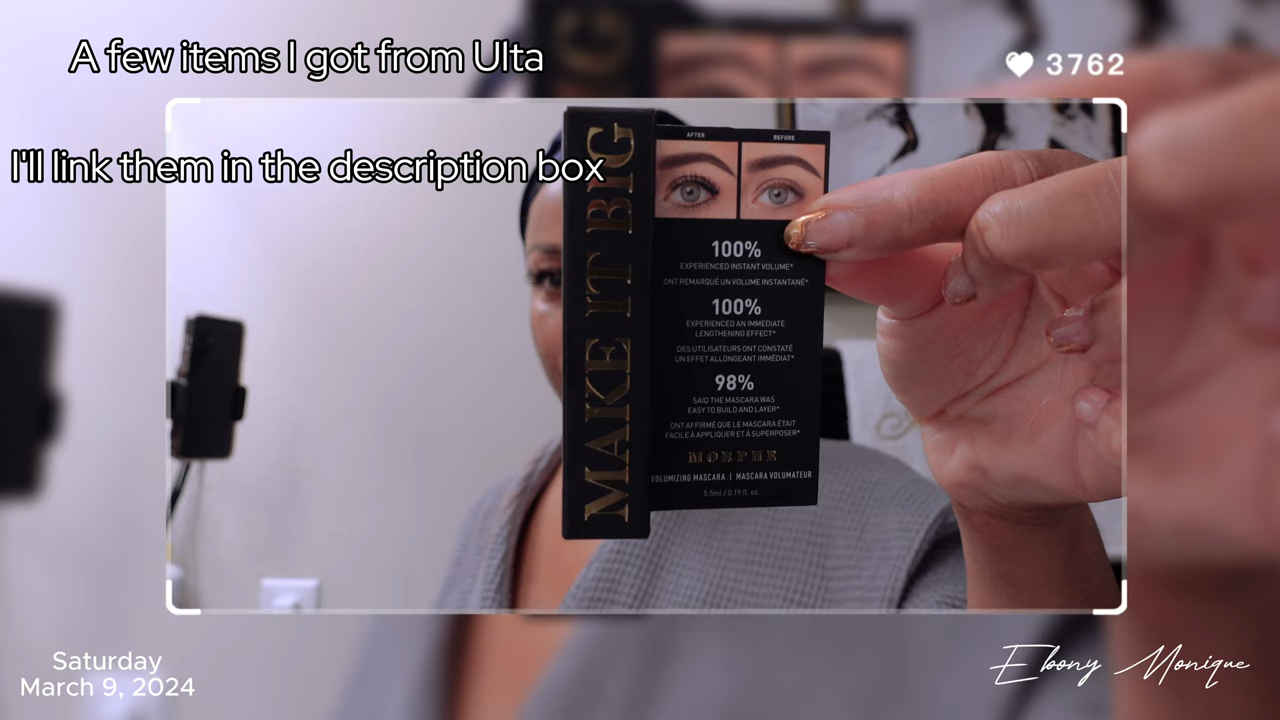 A few items I got from Ulta
3762
I'll link them in the description box
MAKE IT BIG
AFTER
BEFORE
100%
EXPERIENCED INSTANT VOLUME*
ONT REMARQUÉ UN VOLUME INSTANTANÉ*
100%
EXPERIENCED AN IMMEDIATE
LENGTHENING EFFECT*
DES UTILISATEURS ONT CONSTATÉ
UN EFFET ALLONGEANT IMMÉDIAT*
98%
SAID THE MASCARA WAS
EASY TO BUILD AND LAYER*
ONT AFFIRMÉ QUE LE MASCARA ÉTAIT
FACILE À APPLIQUER ET À SUPERPOSER*
MORPHE
VOLUMIZING MASCARA | MASCARA VOLUMATEUR
5.5ml / 0.19 fl. oz.
Saturday
March 9, 2024
Ebony Monique